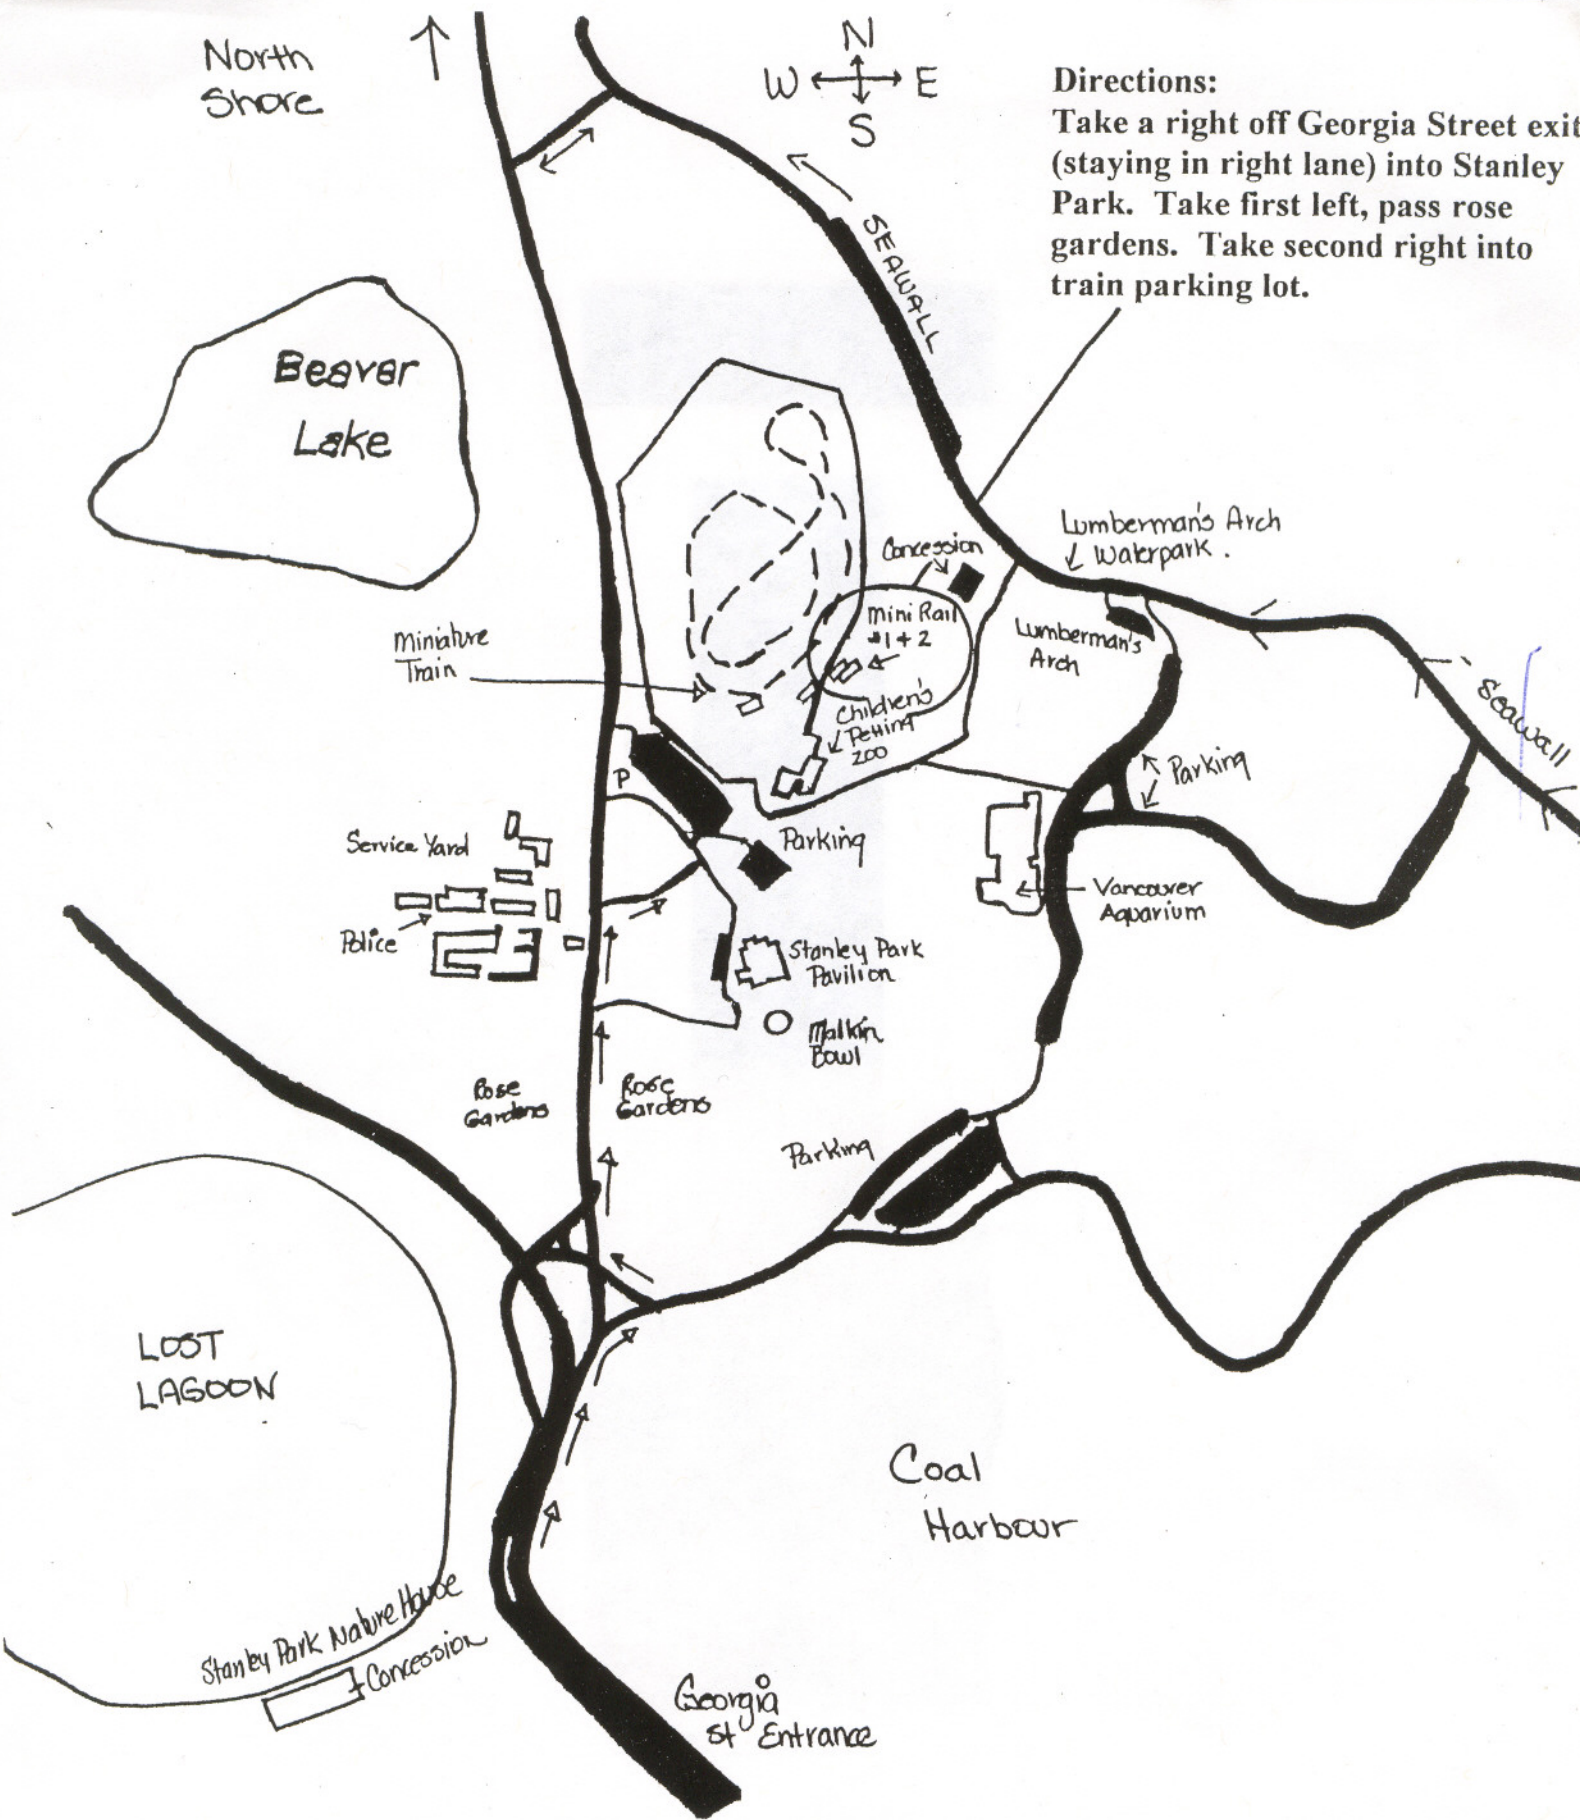 North
Shore
N
W E
S
Directions:
Take a right off Georgia Street exit
(staying in right lane) into Stanley
Park. Take first left, pass rose
gardens. Take second right into
train parking lot.
SEAWALL
Beaver
Lake
Lumberman's Arch
Waterpark.
Concession
Mini Rail
#1 + 2
Lumberman's
Arch
Miniature
Train
Children's
Petting
Zoo
Seawall
Parking
P
Parking
Service Yard
Vancouver
Aquarium
Police
Stanley Park
Pavilion
Malkin
Bowl
Rose
Gardens
Rose
Gardens
Parking
LOST
LAGOON
Coal
Harbour
Stanley Park Nature House
Concession
Georgia
St Entrance